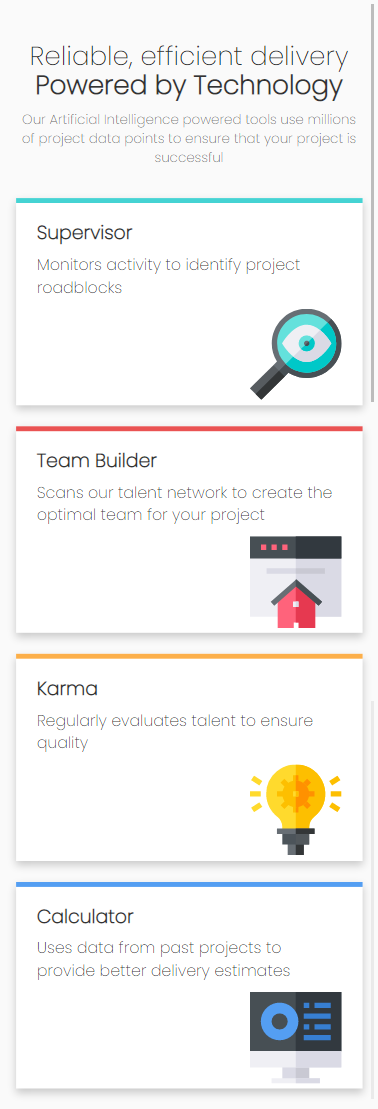 Reliable, efficient delivery
Powered by Technology
Our Artificial Intelligence powered tools use millions
of project data points to ensure that your project is
successful
Supervisor
Monitors activity to identify project
roadblocks
Team Builder
Scans our talent network to create the
optimal team for your project
Karma
Regularly evaluates talent to ensure
quality
Calculator
Uses data from past projects to
provide better delivery estimates